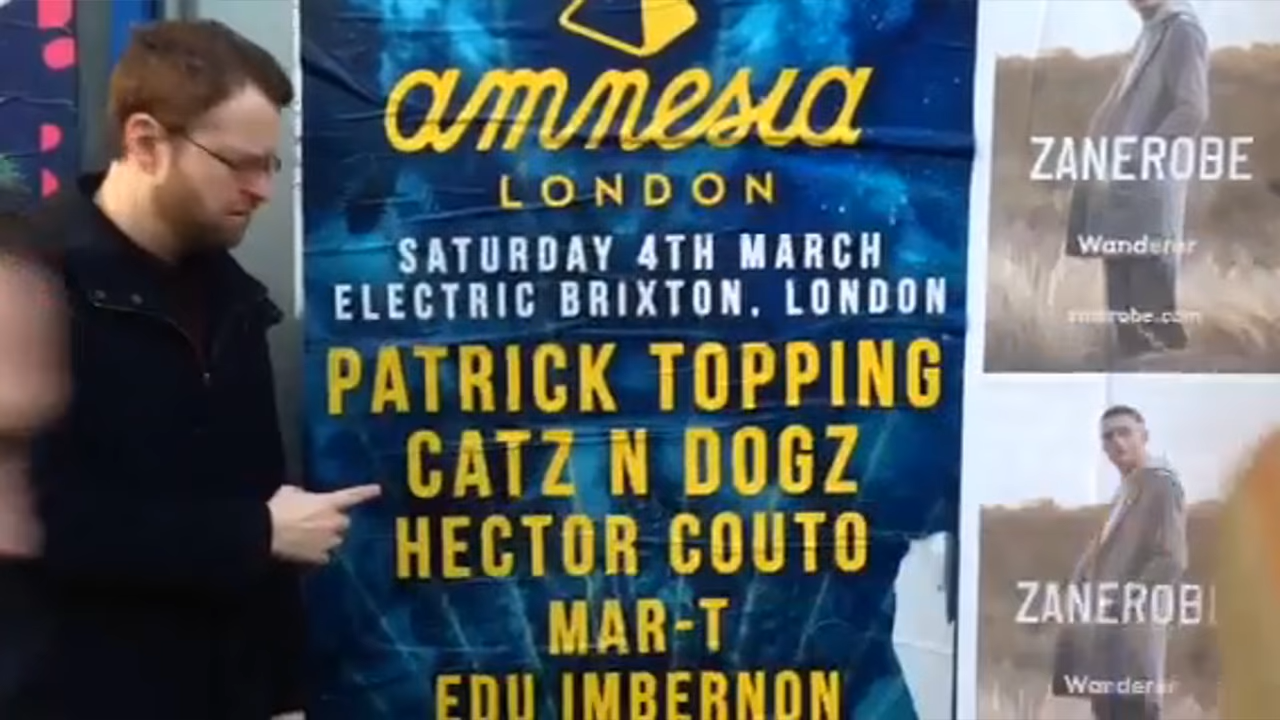 amnesia
LONDON
SATURDAY 4TH MARCH
ELECTRIC BRIXTON, LONDON
PATRICK TOPPING
CATZ N DOGZ
HECTOR COUTO
MAR-T
EDU IMBERNON
ZANEROBE
Wanderer
ZANEROB
Wanderer